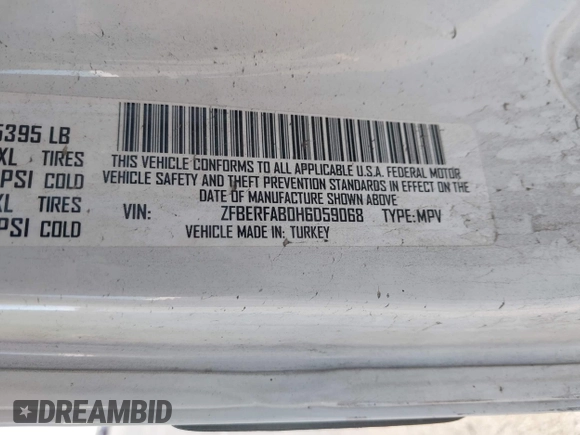 5395 LB
XL TIRES
PSI COLD
XL TIRES
PSI COLD
THIS VEHICLE CONFORMS TO ALL APPLICABLE U.S.A. FEDERAL MOTOR
VEHICLE SAFETY AND THEFT PREVENTION STANDARDS IN EFFECT ON THE
DATE OF MANUFACTURE SHOWN ABOVE
VIN: ZFBERFAB0H6D59068 TYPE: MPV
VEHICLE MADE IN: TURKEY
DREAMBID